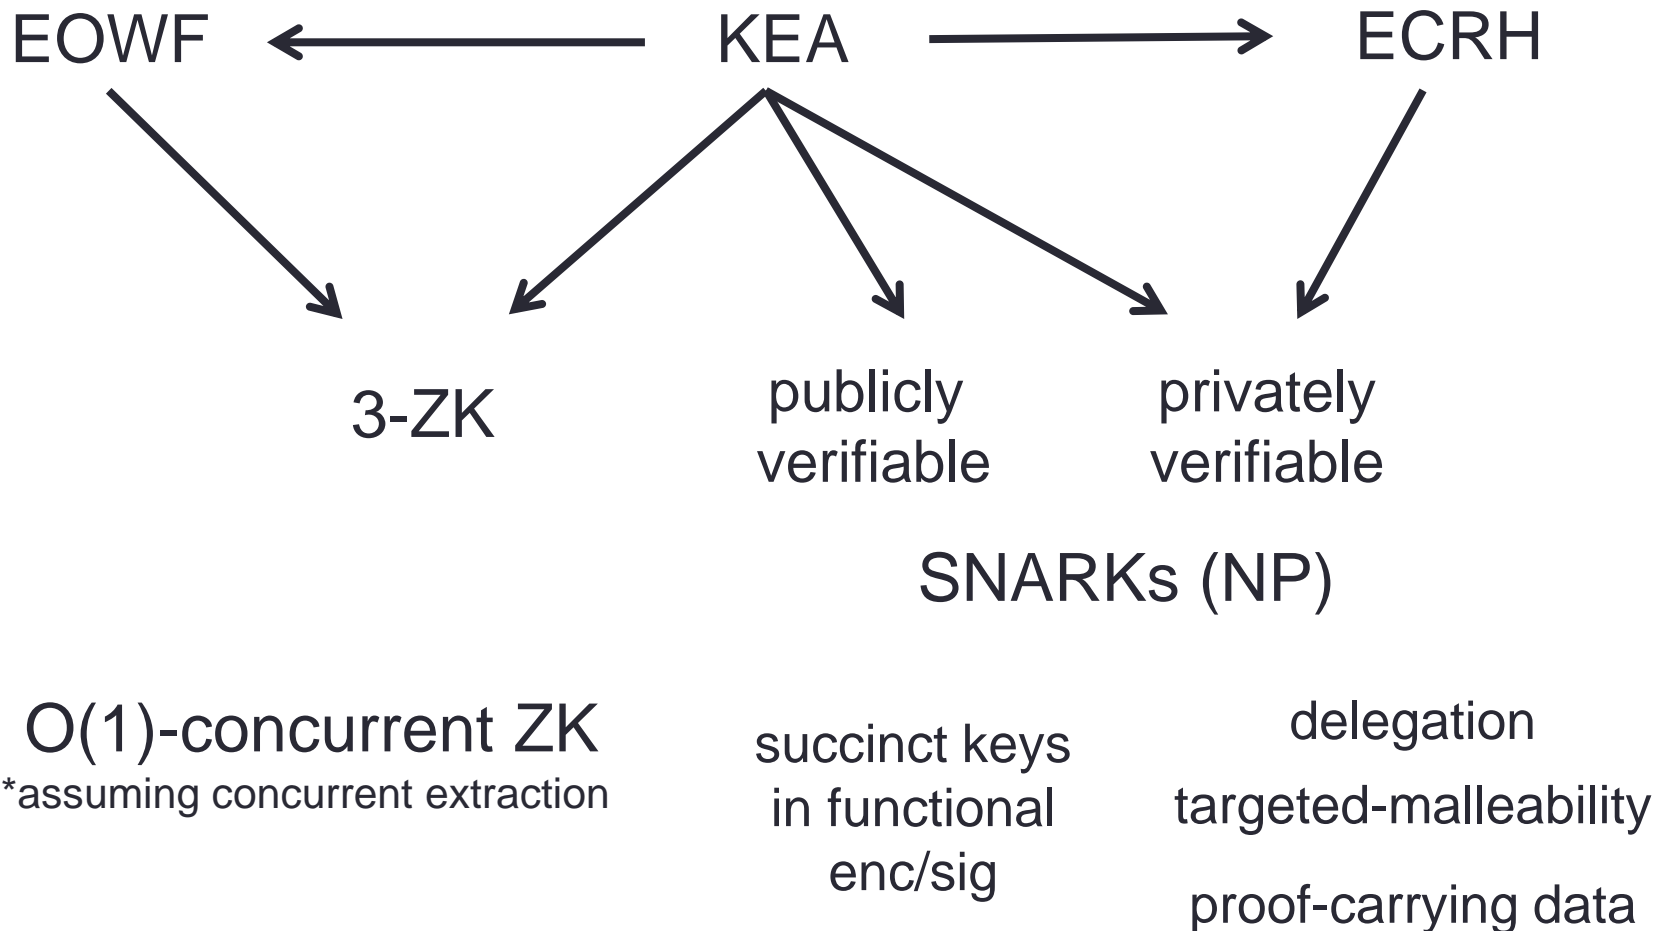 EOWF
KEA
ECRH
3-ZK
publicly
verifiable
privately
verifiable
SNARKs (NP)
O(1)-concurrent ZK
*assuming concurrent extraction
succinct keys
in functional
enc/sig
delegation
targeted-malleability
proof-carrying data